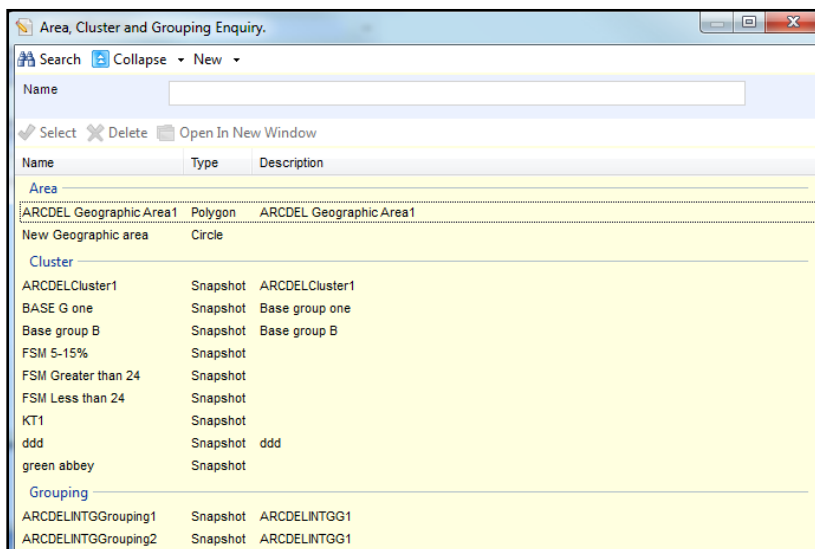 Area, Cluster and Grouping Enquiry.
Search Collapse New
Name
Select Delete Open In New Window
Name Type Description
Area
ARCDEL Geographic Area1 Polygon ARCDEL Geographic Area1
New Geographic area Circle
Cluster
ARCDELCluster1 Snapshot ARCDELCluster1
BASE G one Snapshot Base group one
Base group B Snapshot Base group B
FSM 5-15% Snapshot
FSM Greater than 24 Snapshot
FSM Less than 24 Snapshot
KT1 Snapshot
ddd Snapshot ddd
green abbey Snapshot
Grouping
ARCDELINTGGrouping1 Snapshot ARCDELINTGG1
ARCDELINTGGrouping2 Snapshot ARCDELINTGG1